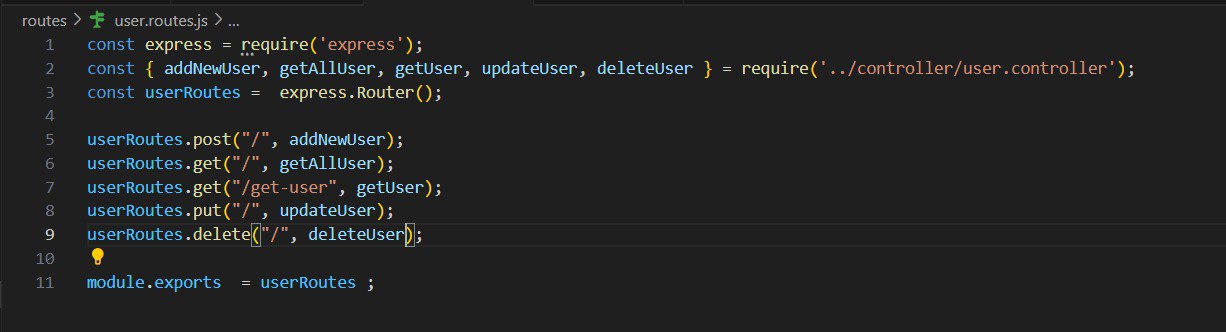 routes > user.routes.js > ...
1 const express = require('express');
2 const { addNewUser, getAllUser, getUser, updateUser, deleteUser } = require('../controller/user.controller');
3 const userRoutes =  express.Router();
4
5 userRoutes.post("/", addNewUser);
6 userRoutes.get("/", getAllUser);
7 userRoutes.get("/get-user", getUser);
8 userRoutes.put("/", updateUser);
9 userRoutes.delete("/", deleteUser);
10
11 module.exports  = userRoutes ;